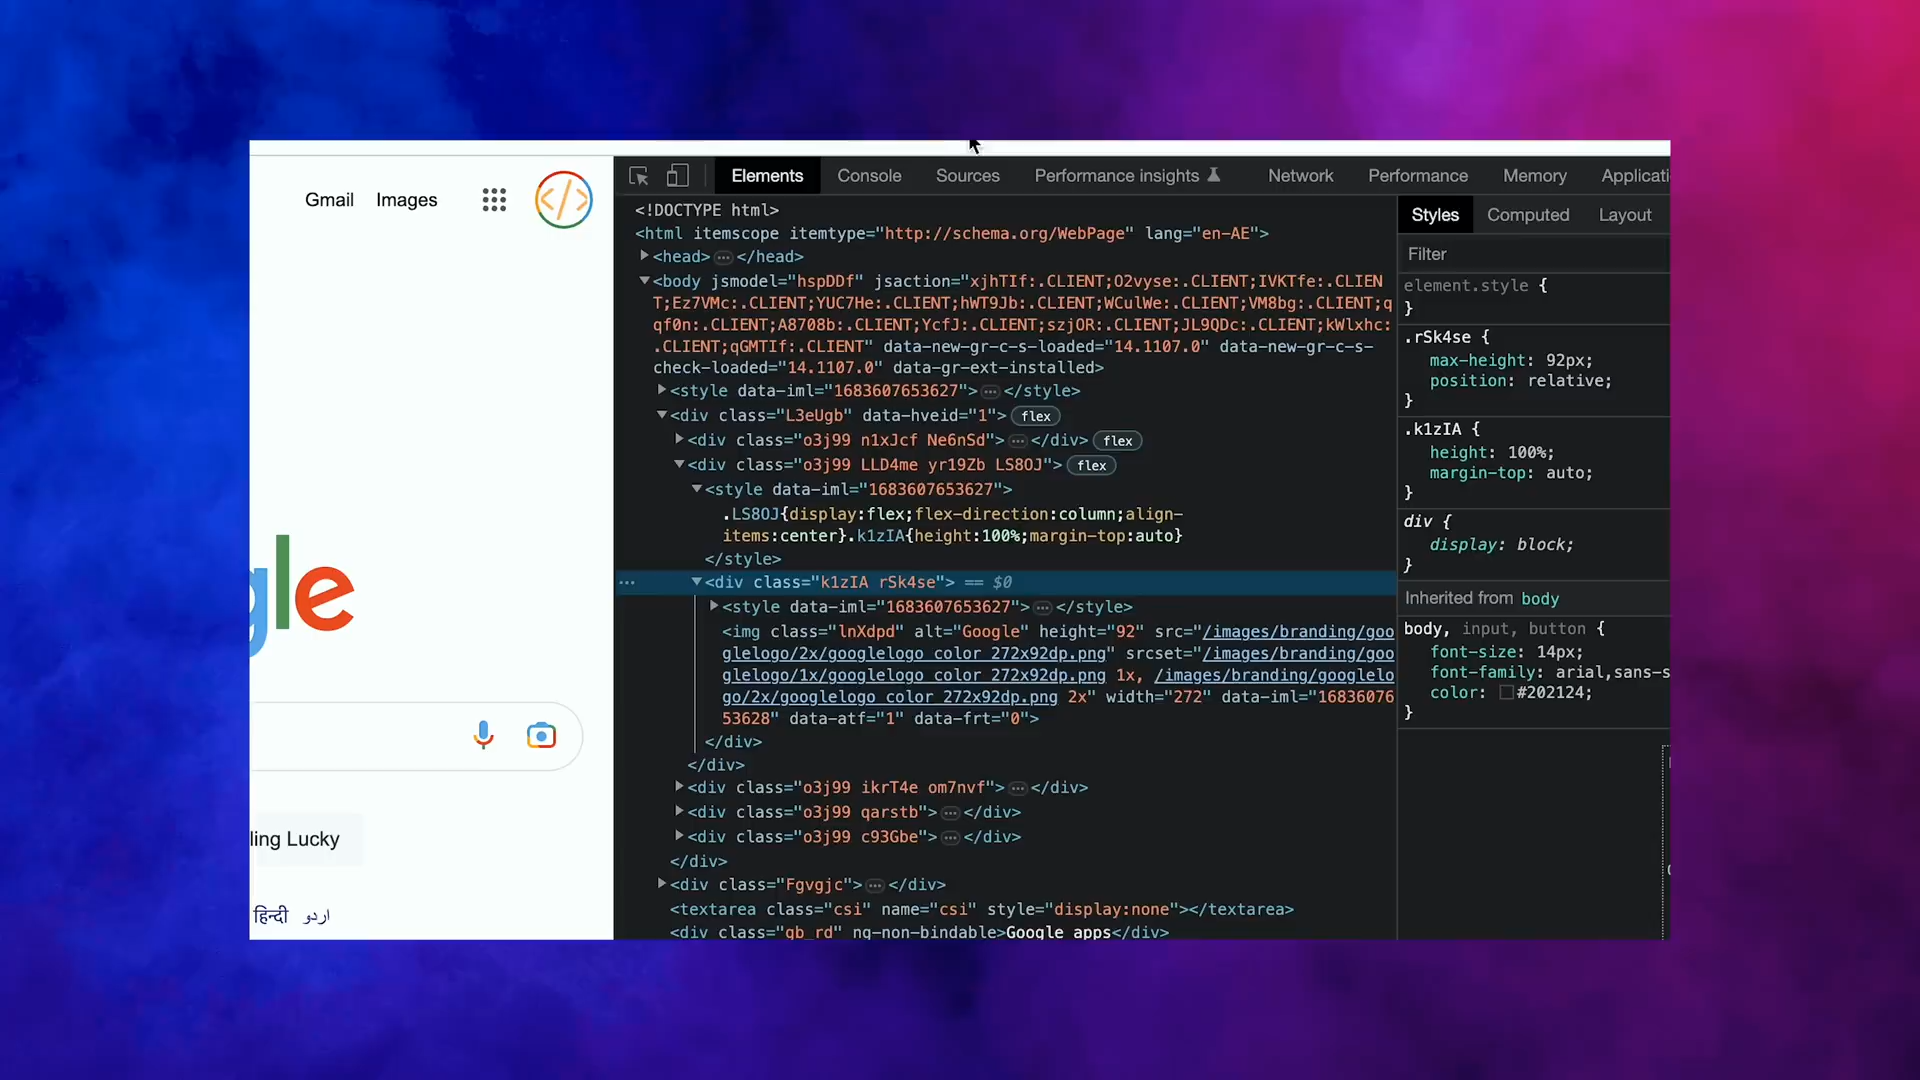 Gmail Images
gle
ling Lucky
हिन्दी اردو
Elements Console Sources Performance insights Network Performance Memory Applicati
<!DOCTYPE html>
<html itemscope itemtype="http://schema.org/WebPage" lang="en-AE">
<head>…</head>
<body jsmodel="hspDDf" jsaction="xjhTIf:.CLIENT;O2vyse:.CLIENT;IVKTfe:.CLIEN
T;Ez7VMc:.CLIENT;YUC7He:.CLIENT;hWT9Jb:.CLIENT;WCulWe:.CLIENT;VM8bg:.CLIENT;q
qf0n:.CLIENT;A8708b:.CLIENT;YcfJ:.CLIENT;szjOR:.CLIENT;JL9QDc:.CLIENT;kWlxhc:
.CLIENT;qGMTIf:.CLIENT" data-new-gr-c-s-loaded="14.1107.0" data-new-gr-c-s-
check-loaded="14.1107.0" data-gr-ext-installed>
<style data-iml="1683607653627">…</style>
<div class="L3eUgb" data-hveid="1"> flex
<div class="o3j99 n1xJcf Ne6nSd">…</div> flex
<div class="o3j99 LLD4me yr19Zb LS8OJ"> flex
<style data-iml="1683607653627">
.LS8OJ{display:flex;flex-direction:column;align-
items:center}.k1zIA{height:100%;margin-top:auto}
</style>
<div class="k1zIA rSk4se"> == $0
<style data-iml="1683607653627">…</style>
<img class="lnXdpd" alt="Google" height="92" src="/images/branding/goo
glelogo/2x/googlelogo_color_272x92dp.png" srcset="/images/branding/goo
glelogo/1x/googlelogo_color_272x92dp.png 1x, /images/branding/googlelo
go/2x/googlelogo_color_272x92dp.png 2x" width="272" data-iml="16836076
53628" data-atf="1" data-frt="0">
</div>
</div>
<div class="o3j99 ikrT4e om7nvf">…</div>
<div class="o3j99 qarstb">…</div>
<div class="o3j99 c93Gbe">…</div>
</div>
<div class="Fgvgjc">…</div>
<textarea class="csi" name="csi" style="display:none"></textarea>
<div class="gb_rd" ng-non-bindable>Google apps</div>
Styles Computed Layout
Filter
element.style {
}
.rSk4se {
max-height: 92px;
position: relative;
}
.k1zIA {
height: 100%;
margin-top: auto;
}
div {
display: block;
}
Inherited from body
body, input, button {
font-size: 14px;
font-family: arial,sans-s
color: #202124;
}